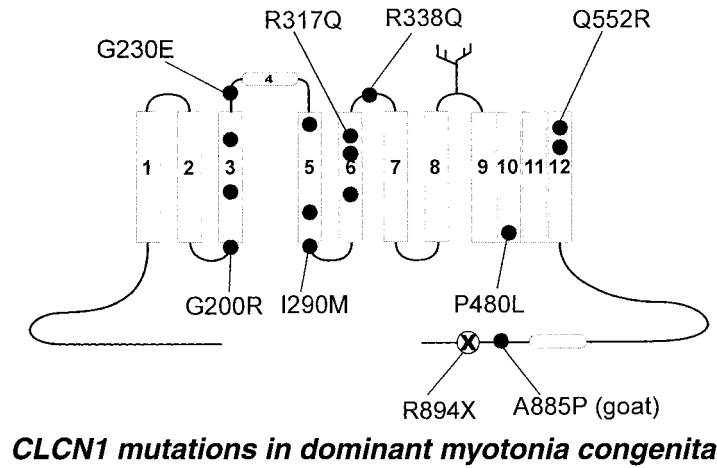 R317Q R338Q Q552R
G230E
4
1 2 3 5 6 7 8 9 10 11 12
G200R I290M P480L
X
R894X A885P (goat)
CLCN1 mutations in dominant myotonia congenita